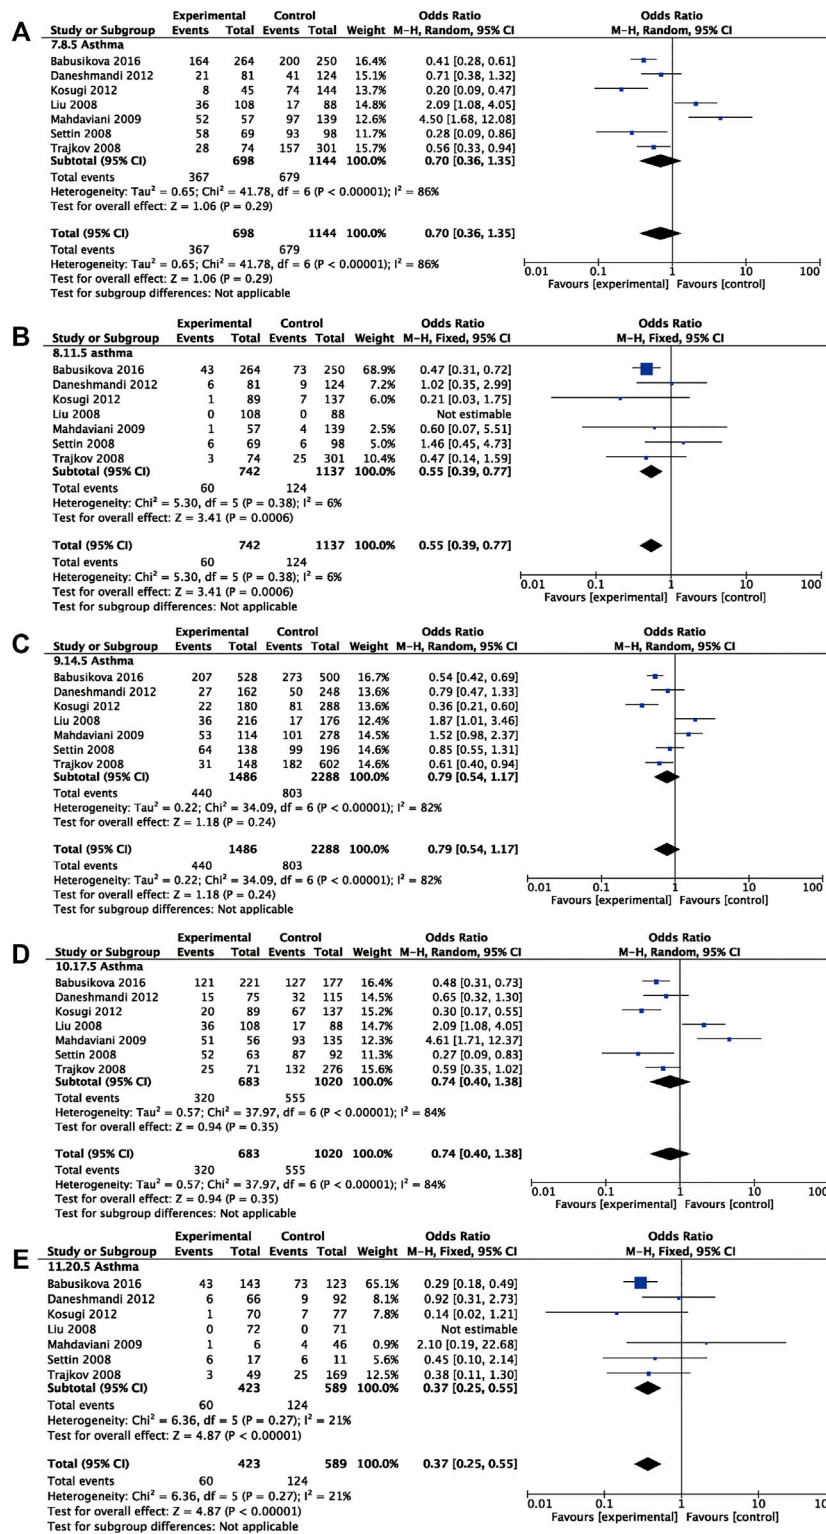 A
Experimental Control Odds Ratio Odds Ratio
Study or Subgroup Events Total Events Total Weight M-H, Random, 95% CI M-H, Random, 95% CI
7.8.5 Asthma
Babusikova 2016 164 264 200 250 16.4% 0.41 [0.28, 0.61]
Daneshmandi 2012 21 81 41 124 15.1% 0.71 [0.38, 1.32]
Kosugi 2012 8 45 74 144 13.7% 0.20 [0.09, 0.47]
Liu 2008 36 108 17 88 14.8% 2.09 [1.08, 4.05]
Mahdaviani 2009 52 57 97 139 12.6% 4.50 [1.68, 12.08]
Settin 2008 58 69 93 98 11.7% 0.28 [0.09, 0.86]
Trajkov 2008 28 74 157 301 15.7% 0.56 [0.33, 0.94]
Subtotal (95% CI) 698 1144 100.0% 0.70 [0.36, 1.35]
Total events 367 679
Heterogeneity: Tau² = 0.65; Chi² = 41.78, df = 6 (P < 0.00001); I² = 86%
Test for overall effect: Z = 1.06 (P = 0.29)
Total (95% CI) 698 1144 100.0% 0.70 [0.36, 1.35]
Total events 367 679
Heterogeneity: Tau² = 0.65; Chi² = 41.78, df = 6 (P < 0.00001); I² = 86%
Test for overall effect: Z = 1.06 (P = 0.29)
Test for subgroup differences: Not applicable
0.01 0.1 1 10 100
Favours [experimental] Favours [control]
B
Experimental Control Odds Ratio Odds Ratio
Study or Subgroup Events Total Events Total Weight M-H, Fixed, 95% CI M-H, Fixed, 95% CI
8.11.5 asthma
Babusikova 2016 43 264 73 250 68.9% 0.47 [0.31, 0.72]
Daneshmandi 2012 6 81 9 124 7.2% 1.02 [0.35, 2.99]
Kosugi 2012 1 89 7 137 6.0% 0.21 [0.03, 1.75]
Liu 2008 0 108 0 88 Not estimable
Mahdaviani 2009 1 57 4 139 2.5% 0.60 [0.07, 5.51]
Settin 2008 6 69 6 98 5.0% 1.46 [0.45, 4.73]
Trajkov 2008 3 74 25 301 10.4% 0.47 [0.14, 1.59]
Subtotal (95% CI) 742 1137 100.0% 0.55 [0.39, 0.77]
Total events 60 124
Heterogeneity: Chi² = 5.30, df = 5 (P = 0.38); I² = 6%
Test for overall effect: Z = 3.41 (P = 0.0006)
Total (95% CI) 742 1137 100.0% 0.55 [0.39, 0.77]
Total events 60 124
Heterogeneity: Chi² = 5.30, df = 5 (P = 0.38); I² = 6%
Test for overall effect: Z = 3.41 (P = 0.0006)
Test for subgroup differences: Not applicable
0.01 0.1 1 10 100
Favours [experimental] Favours [control]
C
Experimental Control Odds Ratio Odds Ratio
Study or Subgroup Events Total Events Total Weight M-H, Random, 95% CI M-H, Random, 95% CI
9.14.5 Asthma
Babusikova 2016 207 528 273 500 16.7% 0.54 [0.42, 0.69]
Daneshmandi 2012 27 162 50 248 13.6% 0.79 [0.47, 1.33]
Kosugi 2012 22 180 81 288 13.6% 0.36 [0.21, 0.60]
Liu 2008 36 216 17 176 12.4% 1.87 [1.01, 3.46]
Mahdaviani 2009 53 114 101 278 14.5% 1.52 [0.98, 2.37]
Settin 2008 64 138 99 196 14.6% 0.85 [0.55, 1.31]
Trajkov 2008 31 148 182 602 14.6% 0.61 [0.40, 0.94]
Subtotal (95% CI) 1486 2288 100.0% 0.79 [0.54, 1.17]
Total events 440 803
Heterogeneity: Tau² = 0.22; Chi² = 34.09, df = 6 (P < 0.00001); I² = 82%
Test for overall effect: Z = 1.18 (P = 0.24)
Total (95% CI) 1486 2288 100.0% 0.79 [0.54, 1.17]
Total events 440 803
Heterogeneity: Tau² = 0.22; Chi² = 34.09, df = 6 (P < 0.00001); I² = 82%
Test for overall effect: Z = 1.18 (P = 0.24)
Test for subgroup differences: Not applicable
0.01 0.1 1 10 100
Favours [experimental] Favours [control]
D
Experimental Control Odds Ratio Odds Ratio
Study or Subgroup Events Total Events Total Weight M-H, Random, 95% CI M-H, Random, 95% CI
10.17.5 Asthma
Babusikova 2016 121 221 127 177 16.4% 0.48 [0.31, 0.73]
Daneshmandi 2012 15 75 32 115 14.5% 0.65 [0.32, 1.30]
Kosugi 2012 20 89 67 137 15.2% 0.30 [0.17, 0.55]
Liu 2008 36 108 17 88 14.7% 2.09 [1.08, 4.05]
Mahdaviani 2009 51 56 93 135 12.3% 4.61 [1.71, 12.37]
Settin 2008 52 63 87 92 11.3% 0.27 [0.09, 0.83]
Trajkov 2008 25 71 132 276 15.6% 0.59 [0.35, 1.02]
Subtotal (95% CI) 683 1020 100.0% 0.74 [0.40, 1.38]
Total events 320 555
Heterogeneity: Tau² = 0.57; Chi² = 37.97, df = 6 (P < 0.00001); I² = 84%
Test for overall effect: Z = 0.94 (P = 0.35)
Total (95% CI) 683 1020 100.0% 0.74 [0.40, 1.38]
Total events 320 555
Heterogeneity: Tau² = 0.57; Chi² = 37.97, df = 6 (P < 0.00001); I² = 84%
Test for overall effect: Z = 0.94 (P = 0.35)
Test for subgroup differences: Not applicable
0.01 0.1 1 10 100
Favours [experimental] Favours [control]
E
Experimental Control Odds Ratio Odds Ratio
Study or Subgroup Events Total Events Total Weight M-H, Fixed, 95% CI M-H, Fixed, 95% CI
11.20.5 Asthma
Babusikova 2016 43 143 73 123 65.1% 0.29 [0.18, 0.49]
Daneshmandi 2012 6 66 9 92 8.1% 0.92 [0.31, 2.73]
Kosugi 2012 1 70 7 77 7.8% 0.14 [0.02, 1.21]
Liu 2008 0 72 0 71 Not estimable
Mahdaviani 2009 1 6 4 46 0.9% 2.10 [0.19, 22.68]
Settin 2008 6 17 6 11 5.6% 0.45 [0.10, 2.14]
Trajkov 2008 3 49 25 169 12.5% 0.38 [0.11, 1.30]
Subtotal (95% CI) 423 589 100.0% 0.37 [0.25, 0.55]
Total events 60 124
Heterogeneity: Chi² = 6.36, df = 5 (P = 0.27); I² = 21%
Test for overall effect: Z = 4.87 (P < 0.00001)
Total (95% CI) 423 589 100.0% 0.37 [0.25, 0.55]
Total events 60 124
Heterogeneity: Chi² = 6.36, df = 5 (P = 0.27); I² = 21%
Test for overall effect: Z = 4.87 (P < 0.00001)
Test for subgroup differences: Not applicable
0.01 0.1 1 10
Favours [experimental] Favours [control]